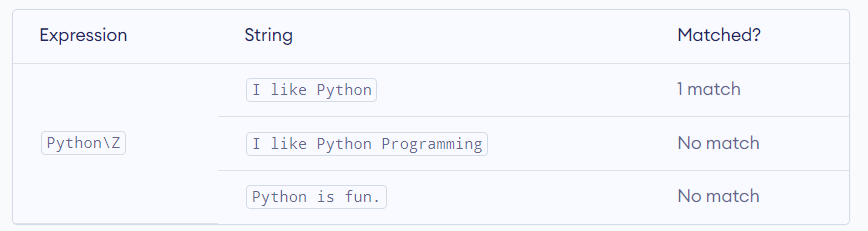 Expression String Matched?
I like Python 1 match
Python\Z I like Python Programming No match
Python is fun. No match